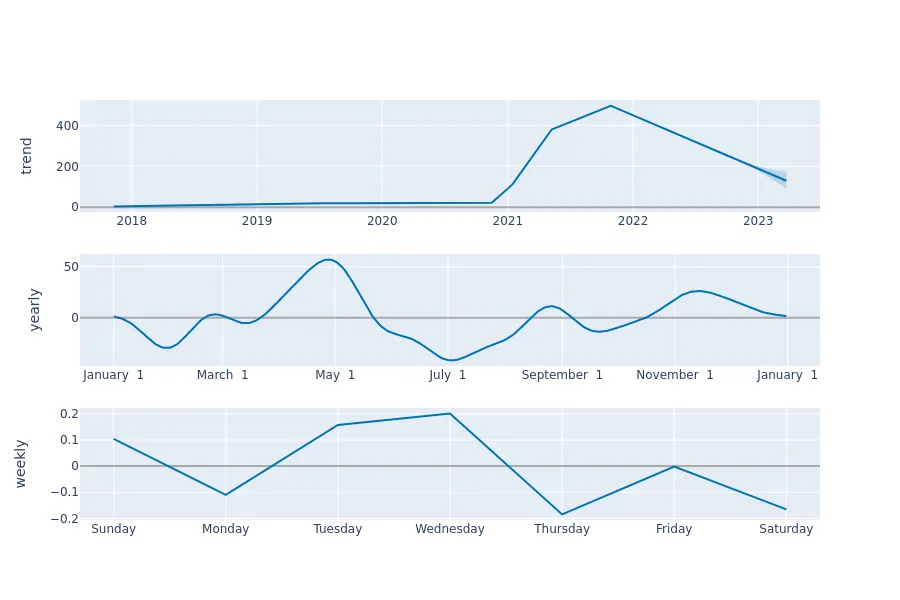 trend
400
200
0
2018 2019 2020 2021 2022 2023
yearly
50
0
January 1 March 1 May 1 July 1 September 1 November 1 January 1
weekly
0.2
0.1
0
−0.1
−0.2
Sunday Monday Tuesday Wednesday Thursday Friday Saturday